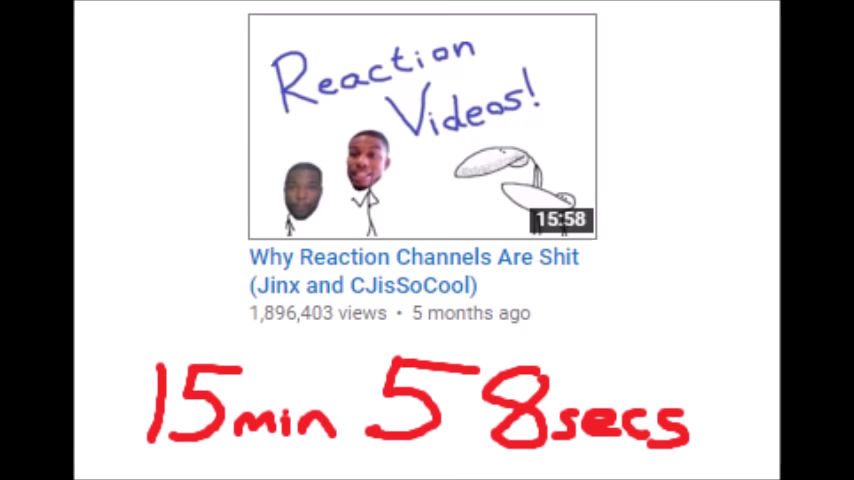 Reaction
Videos!
15:58
Why Reaction Channels Are Shit
(Jinx and CJisSoCool)
1,896,403 views • 5 months ago
15min 58secs